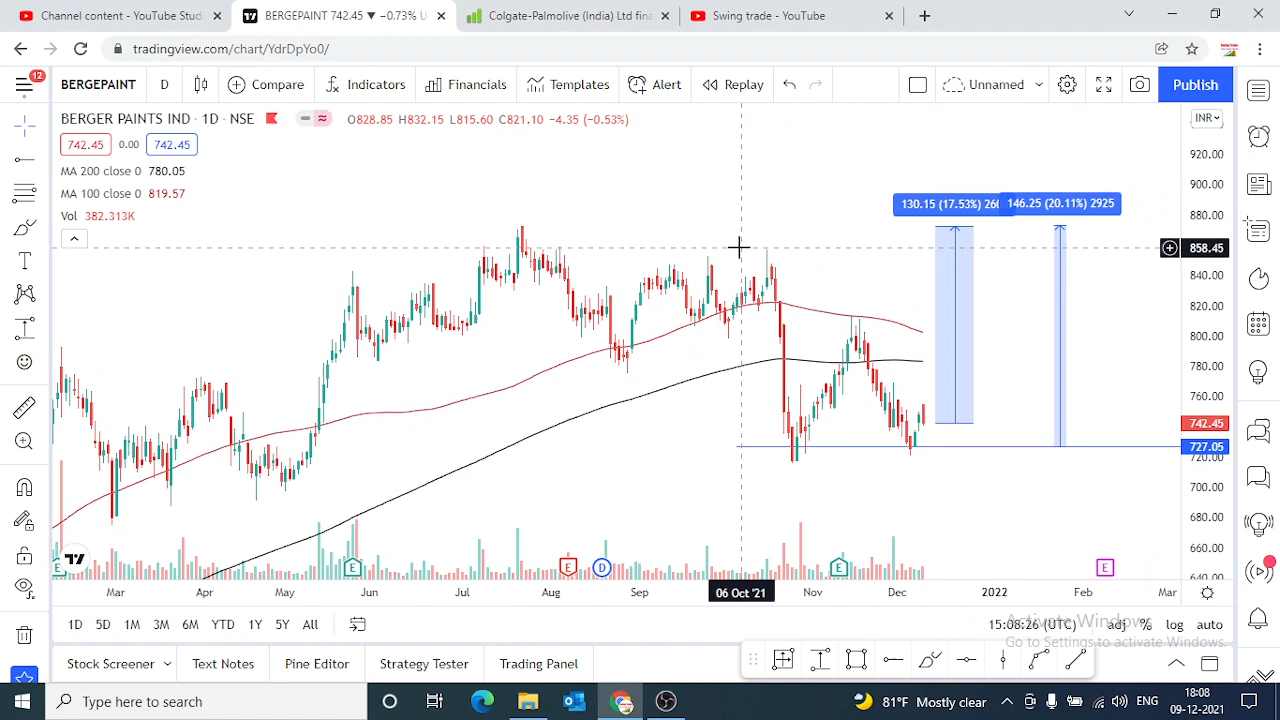 Channel content - YouTube Studi
BERGEPAINT 742.45 ▼ −0.73% U
Colgate-Palmolive (India) Ltd fina
Swing trade - YouTube
tradingview.com/chart/YdrDpYo0/
12
BERGEPAINT
D
Compare
Indicators
Financials
Templates
Alert
Replay
Unnamed
Publish
BERGER PAINTS IND · 1D · NSE
O828.85 H832.15 L815.60 C821.10 −4.35 (−0.53%)
INR
742.45
0.00
742.45
MA 200 close 0 780.05
MA 100 close 0 819.57
Vol 382.313K
130.15 (17.53%) 260
146.25 (20.11%) 2925
920.00
900.00
880.00
858.45
840.00
820.00
800.00
780.00
760.00
742.45
727.05
720.00
700.00
680.00
660.00
640.00
E
E
E
D
E
E
Mar
Apr
May
Jun
Jul
Aug
Sep
06 Oct '21
Nov
Dec
2022
Feb
Mar
1D
5D
1M
3M
6M
YTD
1Y
5Y
All
15:08:26 (UTC)
adj
%
log
auto
Activate Windows
Go to Settings to activate Windows.
Stock Screener
Text Notes
Pine Editor
Strategy Tester
Trading Panel
Type here to search
81°F Mostly clear
ENG
18:08
09-12-2021